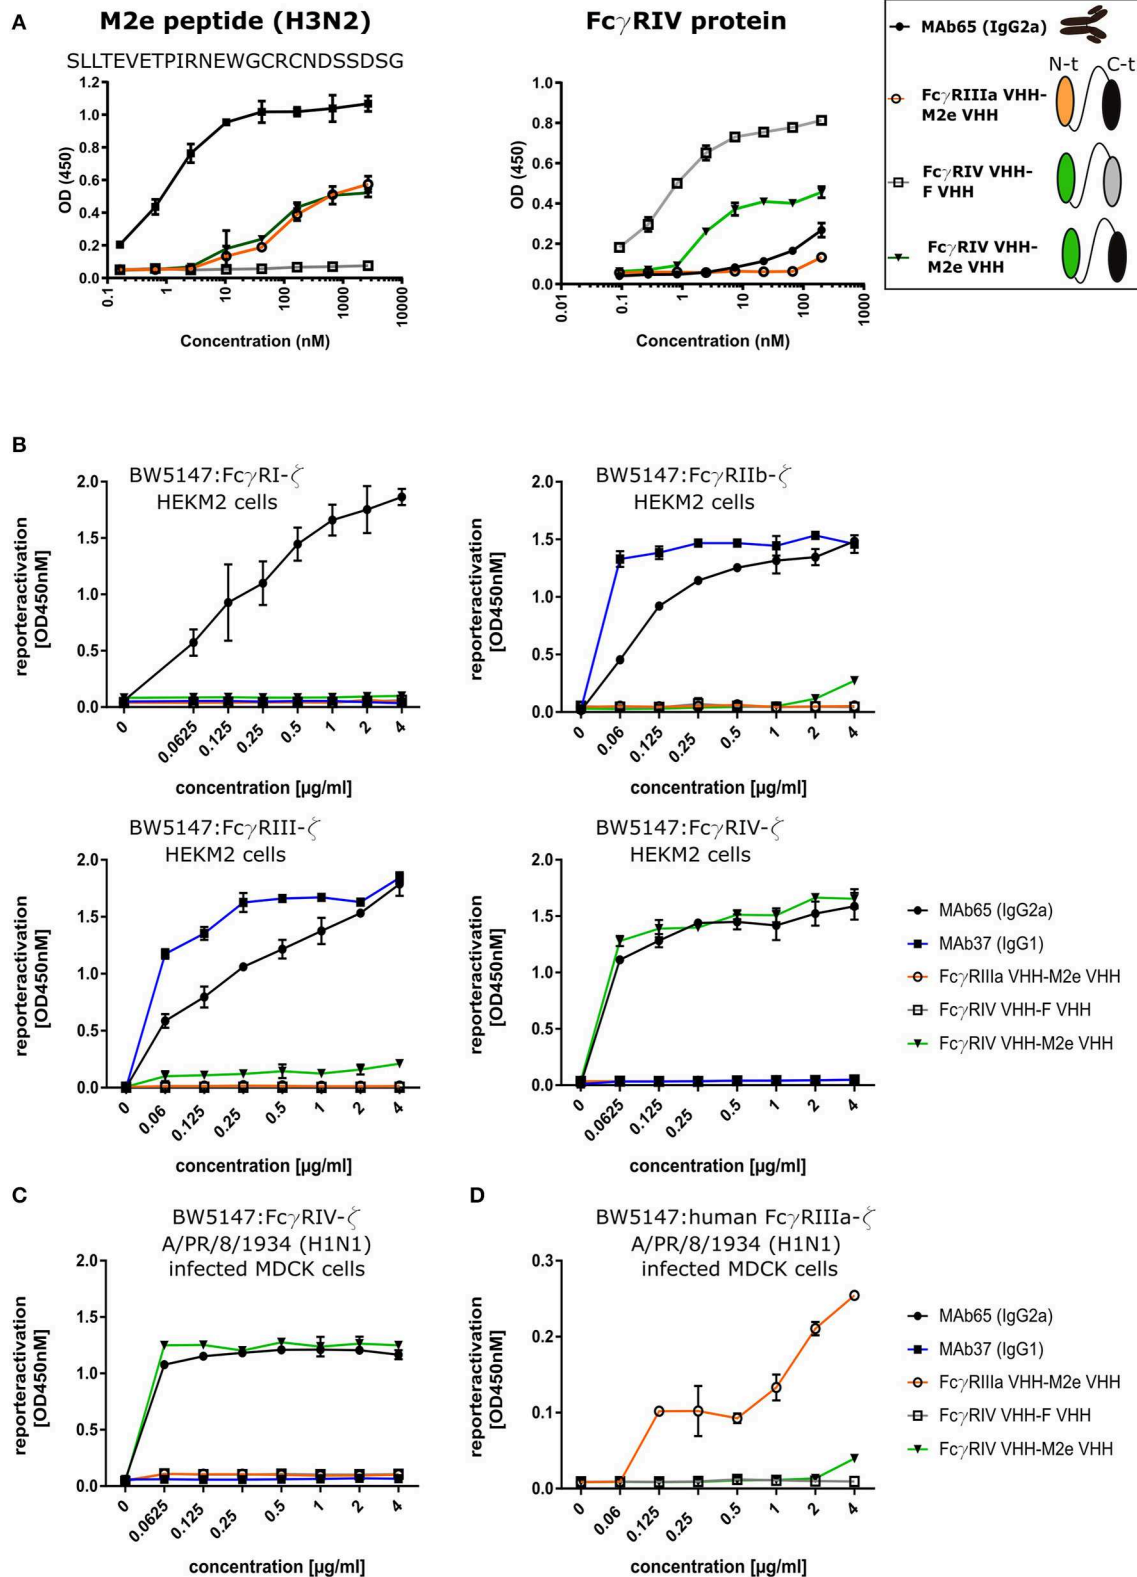 A
M2e peptide (H3N2)
SLLTEVETPIRNEWGCRCNDSSDSG
OD (450)
1.2
1.0
0.8
0.6
0.4
0.2
0.0
0.1
1
10
100
1000
10000
Concentration (nM)
FcγRIV protein
OD (450)
1.0
0.8
0.6
0.4
0.2
0.0
0.01
0.1
1
10
100
1000
Concentration (nM)
MAb65 (IgG2a)
N-t C-t
FcγRIIIa VHH-
M2e VHH
FcγRIV VHH-
F VHH
FcγRIV VHH-
M2e VHH
B
BW5147:FcγRI-ζ
HEKM2 cells
reporteractivation
[OD450nM]
2.0
1.5
1.0
0.5
0.0
0
0.0625
0.125
0.25
0.5
1
2
4
concentration [µg/ml]
BW5147:FcγRIIb-ζ
HEKM2 cells
reporteractivation
[OD450nM]
2.0
1.5
1.0
0.5
0.0
0
0.06
0.125
0.25
0.5
1
2
4
concentration [µg/ml]
BW5147:FcγRIII-ζ
HEKM2 cells
reporteractivation
[OD450nM]
2.0
1.5
1.0
0.5
0.0
0
0.06
0.125
0.25
0.5
1
2
4
concentration [µg/ml]
BW5147:FcγRIV-ζ
HEKM2 cells
reporteractivation
[OD450nM]
2.0
1.5
1.0
0.5
0.0
0
0.0625
0.125
0.25
0.5
1
2
4
concentration [µg/ml]
MAb65 (IgG2a)
MAb37 (IgG1)
FcγRIIIa VHH-M2e VHH
FcγRIV VHH-F VHH
FcγRIV VHH-M2e VHH
C
BW5147:FcγRIV-ζ
A/PR/8/1934 (H1N1)
infected MDCK cells
reporteractivation
[OD450nM]
2.0
1.5
1.0
0.5
0.0
0
0.0625
0.125
0.25
0.5
1
2
4
concentration [µg/ml]
D
BW5147:human FcγRIIIa-ζ
A/PR/8/1934 (H1N1)
infected MDCK cells
reporteractivation
[OD450nM]
0.3
0.2
0.1
0.0
0
0.06
0.125
0.25
0.5
1
2
4
concentration [µg/ml]
MAb65 (IgG2a)
MAb37 (IgG1)
FcγRIIIa VHH-M2e VHH
FcγRIV VHH-F VHH
FcγRIV VHH-M2e VHH